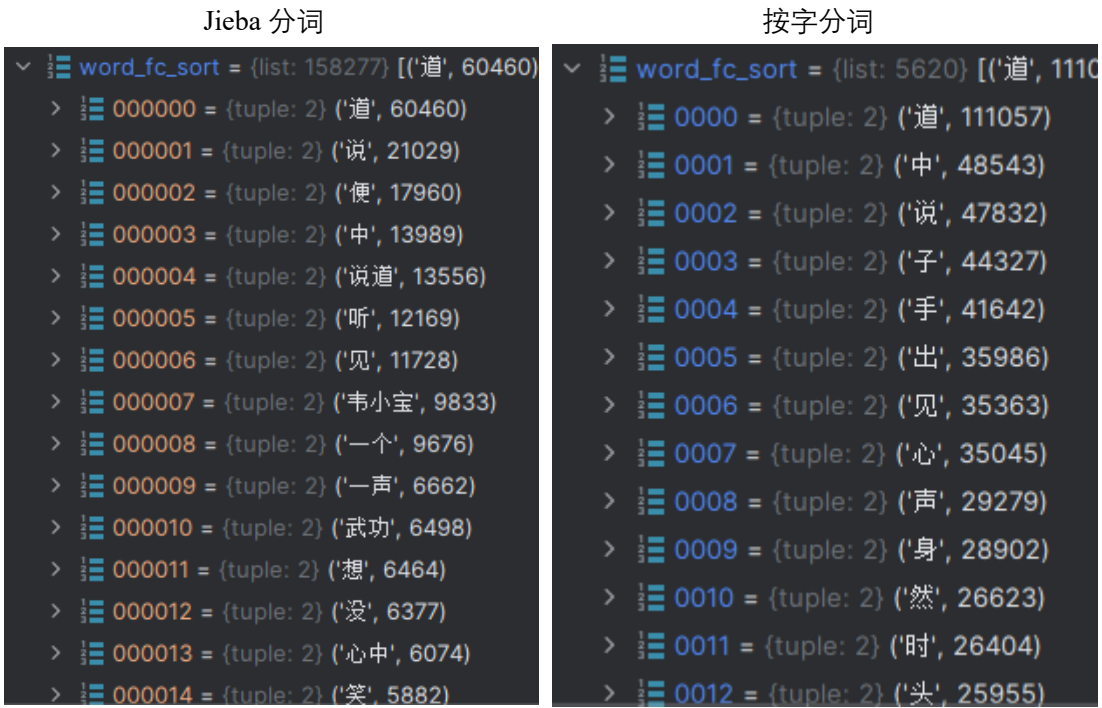 Jieba 分词
word_fc_sort = {list: 158277} [('道', 60460)
000000 = {tuple: 2} ('道', 60460)
000001 = {tuple: 2} ('说', 21029)
000002 = {tuple: 2} ('便', 17960)
000003 = {tuple: 2} ('中', 13989)
000004 = {tuple: 2} ('说道', 13556)
000005 = {tuple: 2} ('听', 12169)
000006 = {tuple: 2} ('见', 11728)
000007 = {tuple: 2} ('韦小宝', 9833)
000008 = {tuple: 2} ('一个', 9676)
000009 = {tuple: 2} ('一声', 6662)
000010 = {tuple: 2} ('武功', 6498)
000011 = {tuple: 2} ('想', 6464)
000012 = {tuple: 2} ('没', 6377)
000013 = {tuple: 2} ('心中', 6074)
000014 = {tuple: 2} ('笑', 5882)
按字分词
word_fc_sort = {list: 5620} [('道', 1110
0000 = {tuple: 2} ('道', 111057)
0001 = {tuple: 2} ('中', 48543)
0002 = {tuple: 2} ('说', 47832)
0003 = {tuple: 2} ('子', 44327)
0004 = {tuple: 2} ('手', 41642)
0005 = {tuple: 2} ('出', 35986)
0006 = {tuple: 2} ('见', 35363)
0007 = {tuple: 2} ('心', 35045)
0008 = {tuple: 2} ('声', 29279)
0009 = {tuple: 2} ('身', 28902)
0010 = {tuple: 2} ('然', 26623)
0011 = {tuple: 2} ('时', 26404)
0012 = {tuple: 2} ('头', 25955)